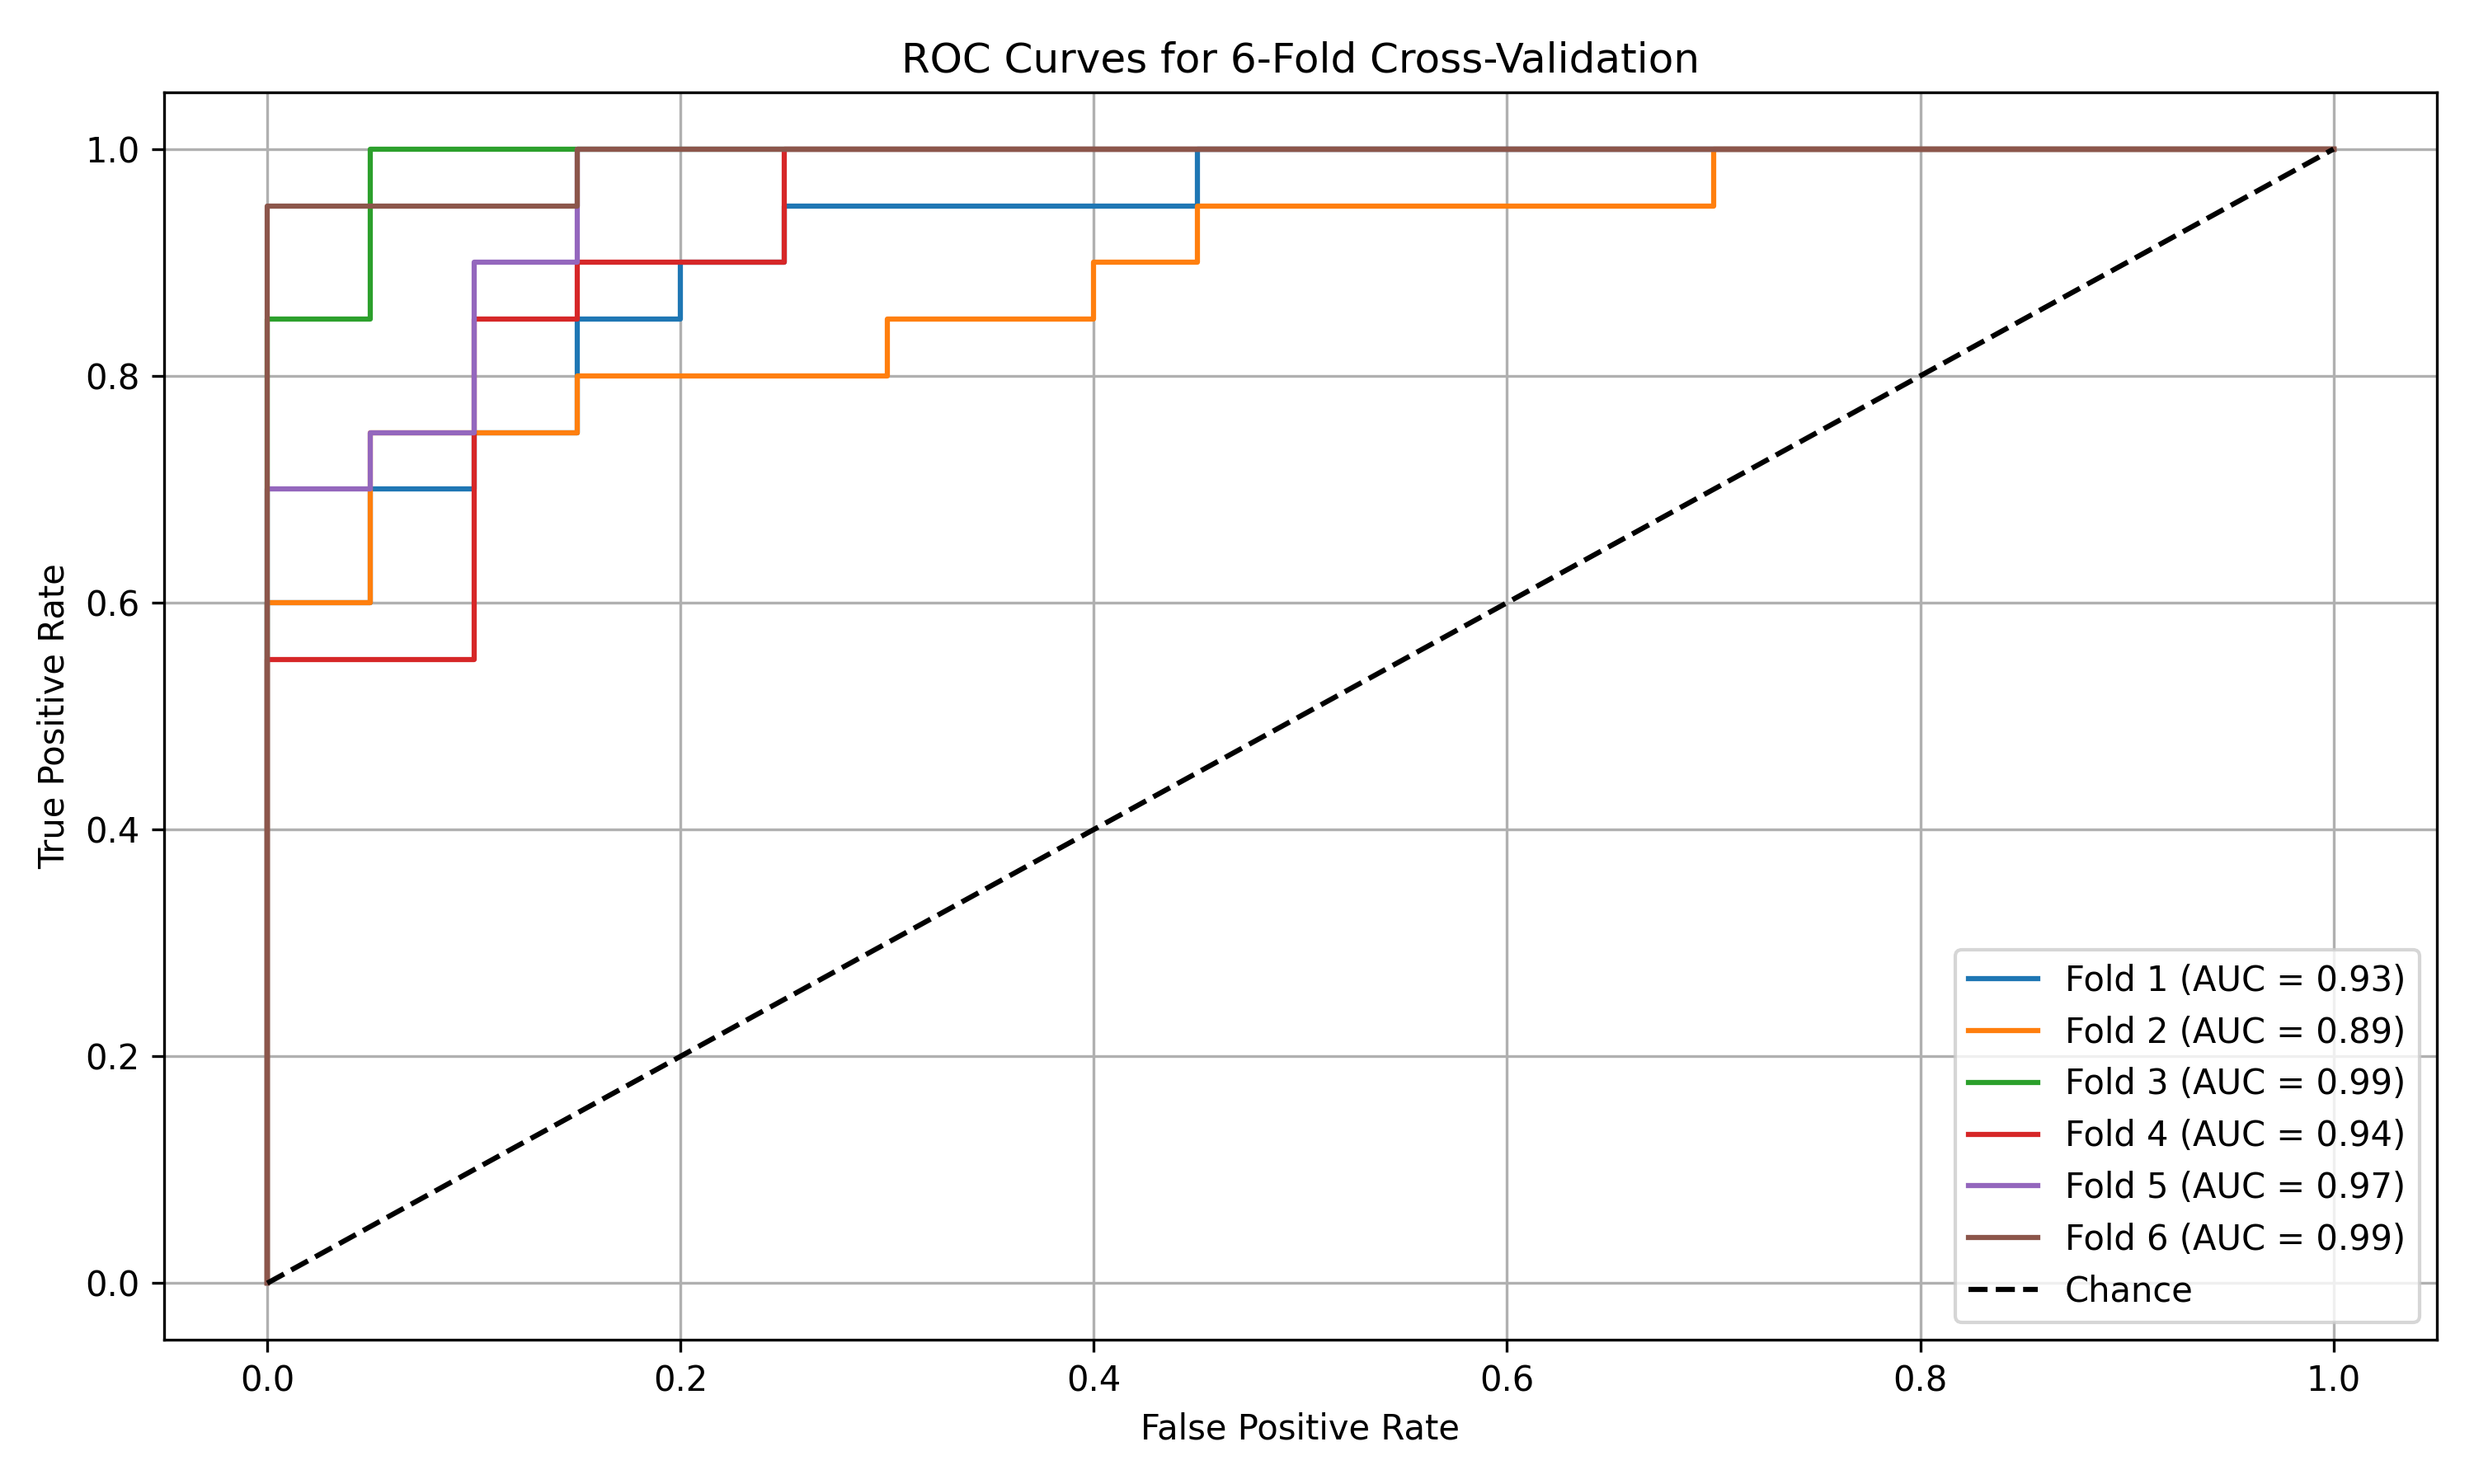 ROC Curves for 6-Fold Cross-Validation
True Positive Rate
1.0
0.8
0.6
0.4
0.2
0.0
0.0 0.2 0.4 0.6 0.8 1.0
False Positive Rate
Fold 1 (AUC = 0.93)
Fold 2 (AUC = 0.89)
Fold 3 (AUC = 0.99)
Fold 4 (AUC = 0.94)
Fold 5 (AUC = 0.97)
Fold 6 (AUC = 0.99)
Chance